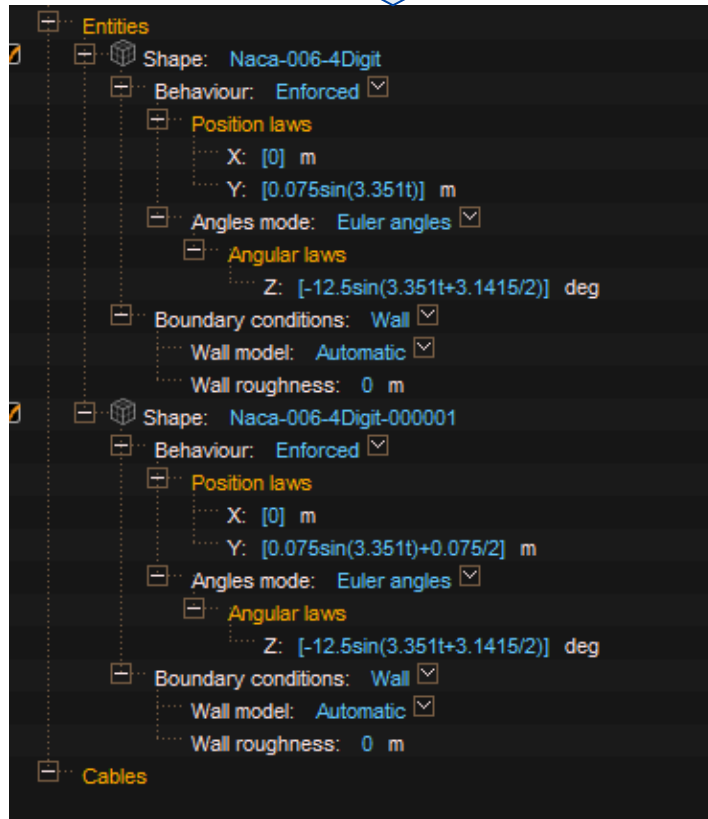 Entities
Shape: Naca-006-4Digit
Behaviour: Enforced
Position laws
X: [0] m
Y: [0.075sin(3.351t)] m
Angles mode: Euler angles
Angular laws
Z: [-12.5sin(3.351t+3.1415/2)] deg
Boundary conditions: Wall
Wall model: Automatic
Wall roughness: 0 m
Shape: Naca-006-4Digit-000001
Behaviour: Enforced
Position laws
X: [0] m
Y: [0.075sin(3.351t)+0.075/2] m
Angles mode: Euler angles
Angular laws
Z: [-12.5sin(3.351t+3.1415/2)] deg
Boundary conditions: Wall
Wall model: Automatic
Wall roughness: 0 m
Cables